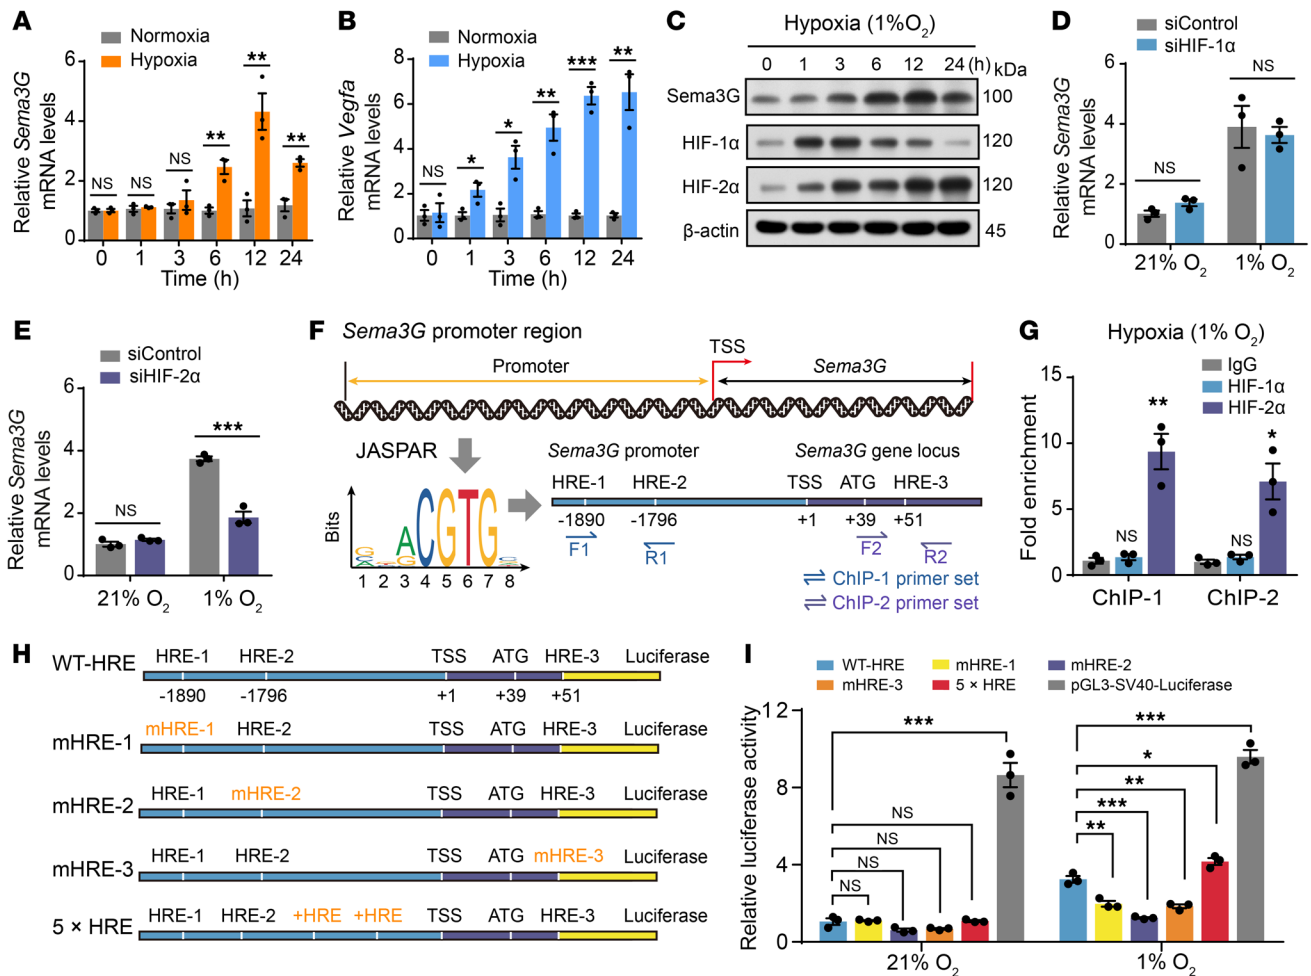 A
Normoxia
Hypoxia
Relative Sema3G
mRNA levels
6
4
2
0
NS NS NS ** ** **
0 1 3 6 12 24
Time (h)
B
Normoxia
Hypoxia
Relative Vegfa
mRNA levels
8
6
4
2
0
NS * * ** *** **
0 1 3 6 12 24
Time (h)
C
Hypoxia (1%O2)
0 1 3 6 12 24 (h) kDa
Sema3G 100
HIF-1α 120
HIF-2α 120
β-actin 45
D
siControl
siHIF-1α
Relative Sema3G
mRNA levels
6
4
2
0
NS NS
21% O2 1% O2
E
siControl
siHIF-2α
Relative Sema3G
mRNA levels
6
4
2
0
NS ***
21% O2 1% O2
F
Sema3G promoter region
TSS
Promoter Sema3G
JASPAR
Bits
ACGTG
1 2 3 4 5 6 7 8
Sema3G promoter Sema3G gene locus
HRE-1 HRE-2 TSS ATG HRE-3
-1890 -1796 +1 +39 +51
F1 R1 F2 R2
ChIP-1 primer set
ChIP-2 primer set
G
Hypoxia (1% O2)
IgG
HIF-1α
HIF-2α
Fold enrichment
15
10
5
0
NS ** NS *
ChIP-1 ChIP-2
H
WT-HRE HRE-1 HRE-2 TSS ATG HRE-3 Luciferase
-1890 -1796 +1 +39 +51
mHRE-1 mHRE-1 HRE-2 TSS ATG HRE-3 Luciferase
mHRE-2 HRE-1 mHRE-2 TSS ATG HRE-3 Luciferase
mHRE-3 HRE-1 HRE-2 TSS ATG mHRE-3 Luciferase
5 × HRE HRE-1 HRE-2 +HRE +HRE TSS ATG HRE-3 Luciferase
I
WT-HRE mHRE-1 mHRE-2
mHRE-3 5 × HRE pGL3-SV40-Luciferase
Relative luciferase activity
12
8
4
0
***
NS
NS
NS
NS
***
*
**
***
**
21% O2 1% O2